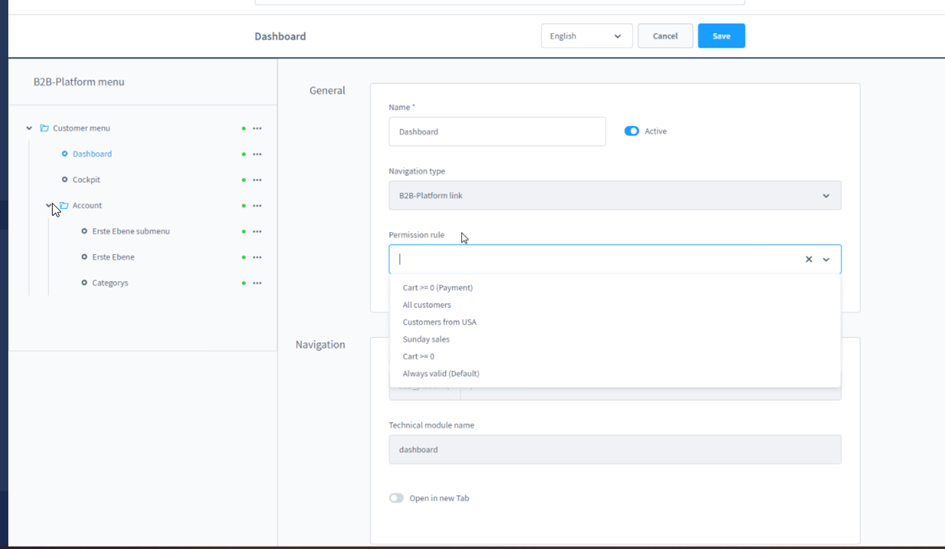 Dashboard
English
Cancel
Save
B2B-Platform menu
Customer menu
Dashboard
Cockpit
Account
Erste Ebene submenu
Erste Ebene
Categorys
General
Name *
Dashboard
Active
Navigation type
B2B-Platform link
Permission rule
Cart >= 0 (Payment)
All customers
Customers from USA
Sunday sales
Cart >= 0
Always valid (Default)
Navigation
Technical module name
dashboard
Open in new Tab